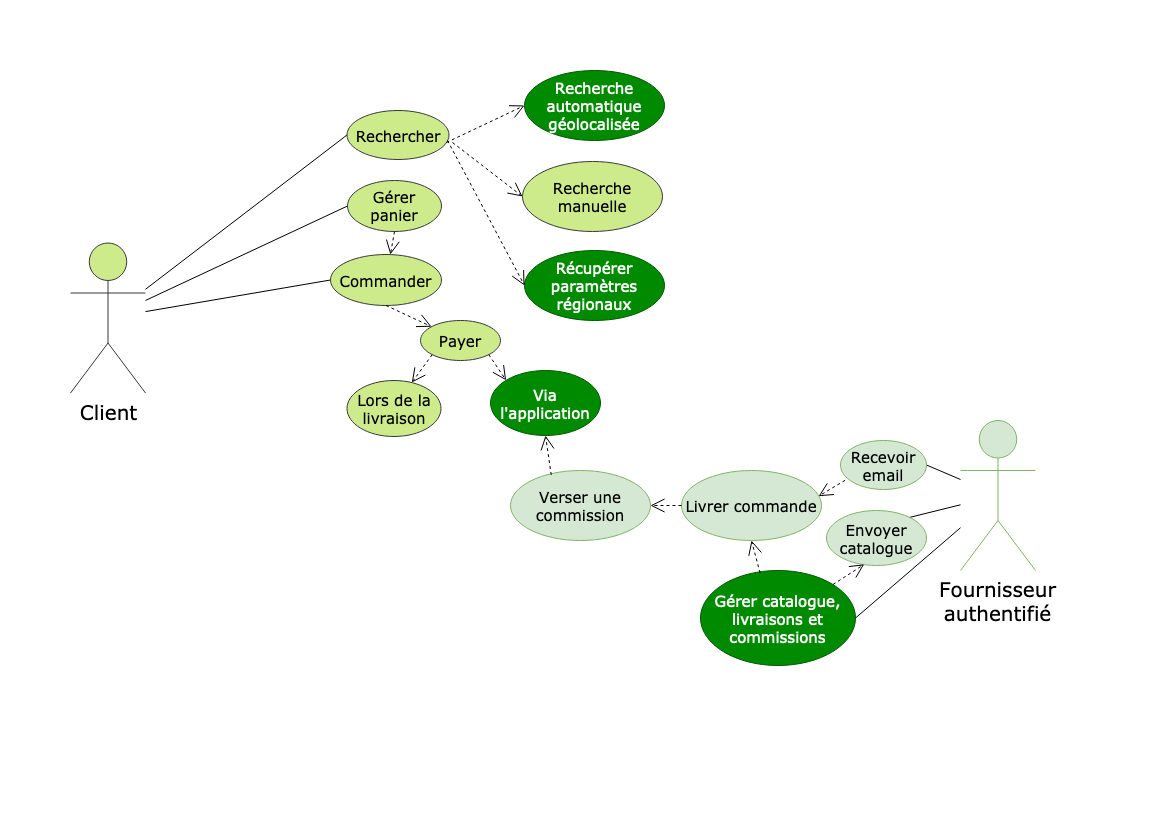 Recherche
automatique
géolocalisée
Rechercher
Recherche
manuelle
Gérer
panier
Commander
Récupérer
paramètres
régionaux
Payer
Client
Lors de la
livraison
Via
l'application
Recevoir
email
Verser une
commission
Livrer commande
Envoyer
catalogue
Gérer catalogue,
livraisons et
commissions
Fournisseur
authentifié